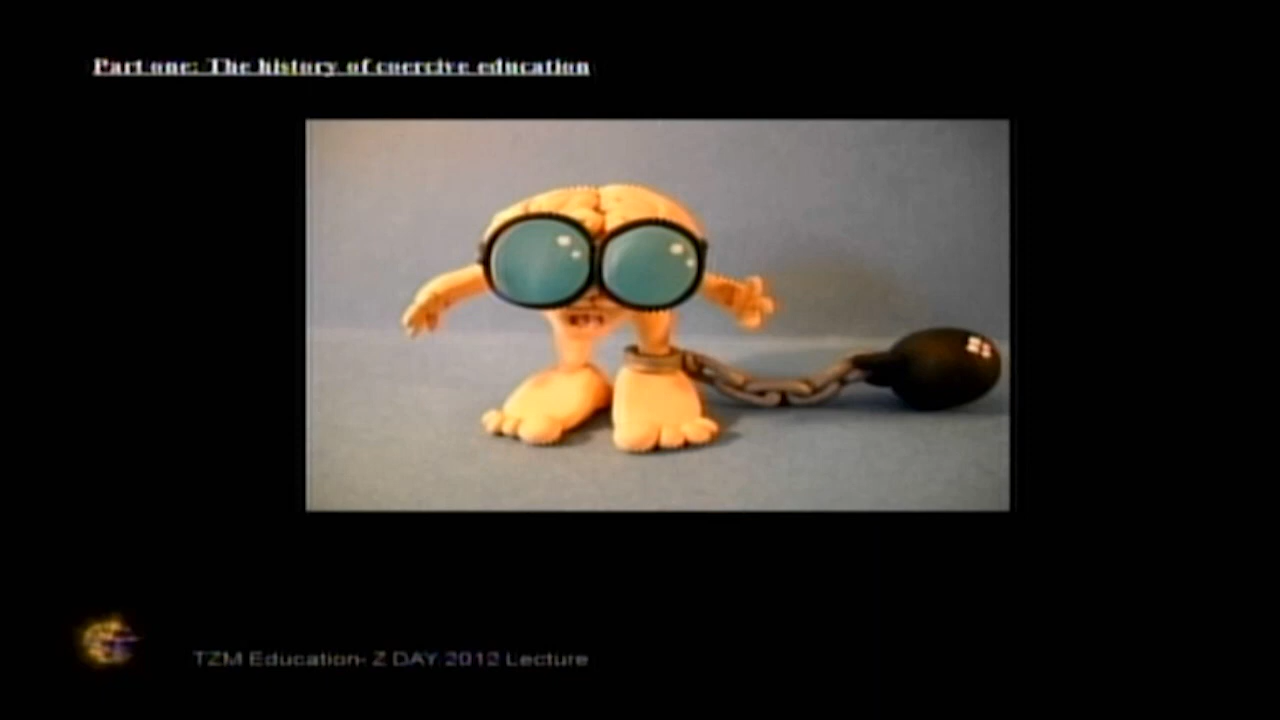 Part one: The history of coercive education
TZM Education- Z DAY 2012 Lecture